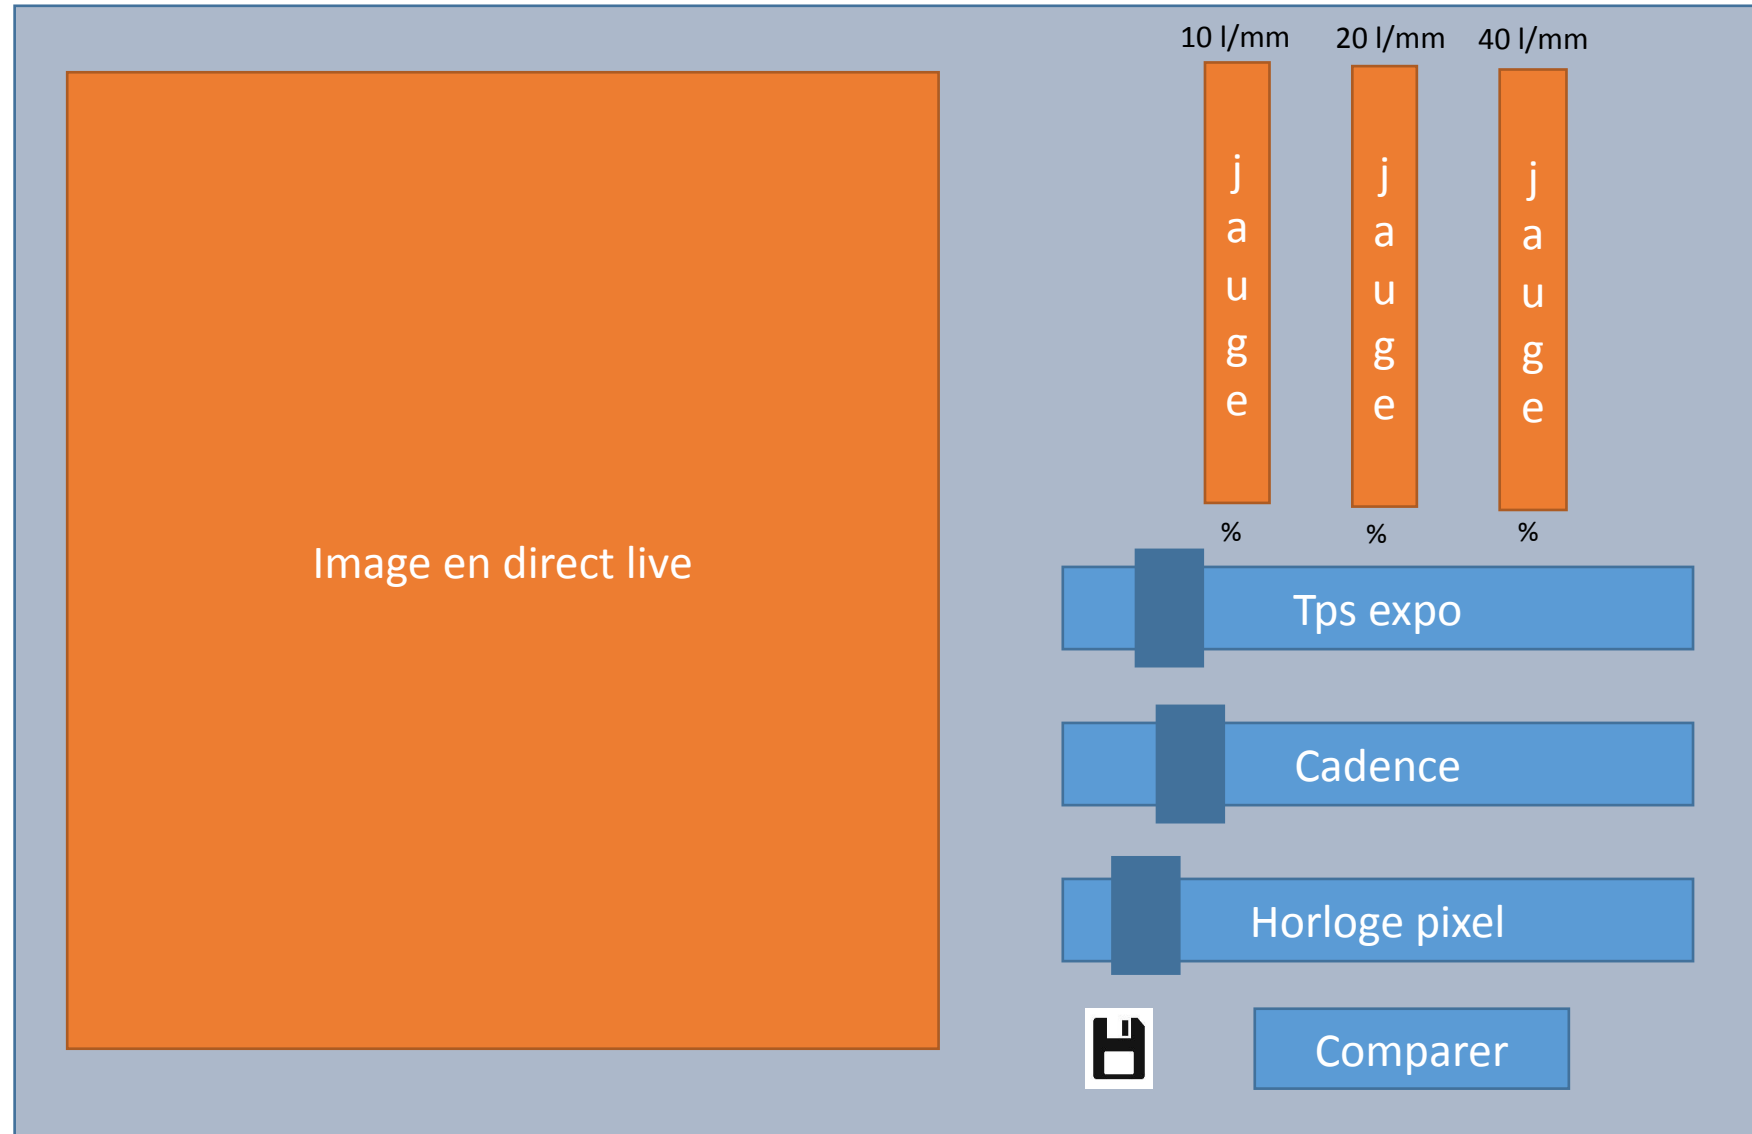 10 l/mm
20 l/mm
40 l/mm
j
a
u
g
e
j
a
u
g
e
j
a
u
g
e
%
%
%
Image en direct live
Tps expo
Cadence
Horloge pixel
Comparer